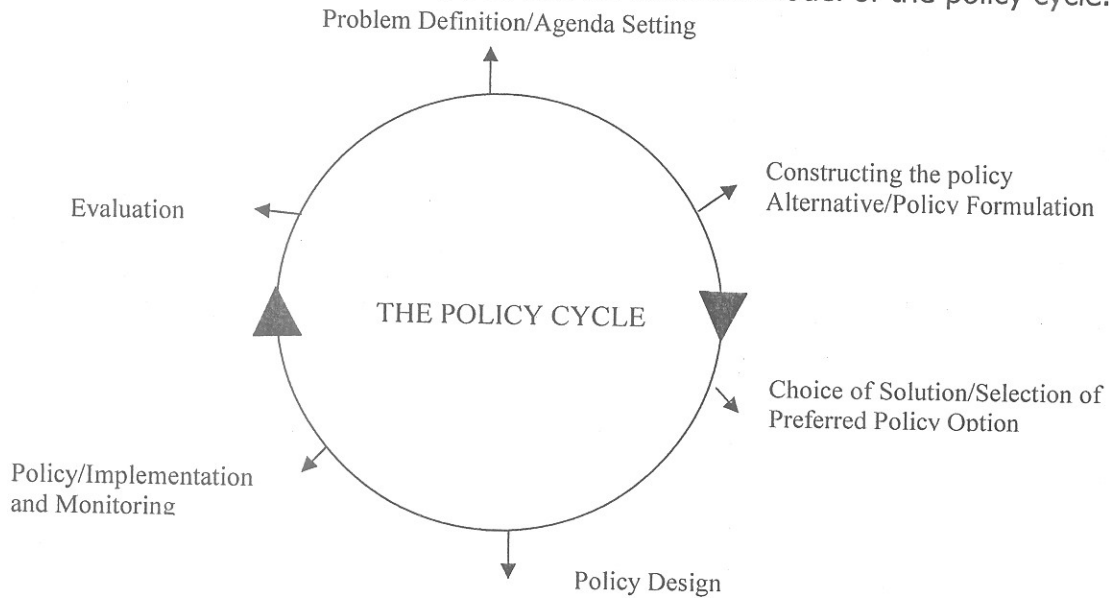 of the policy cycle.
Problem Definition/Agenda Setting
Constructing the policy
Alternative/Policy Formulation
Evaluation
THE POLICY CYCLE
Choice of Solution/Selection of
Preferred Policy Option
Policy/Implementation
and Monitoring
Policy Design